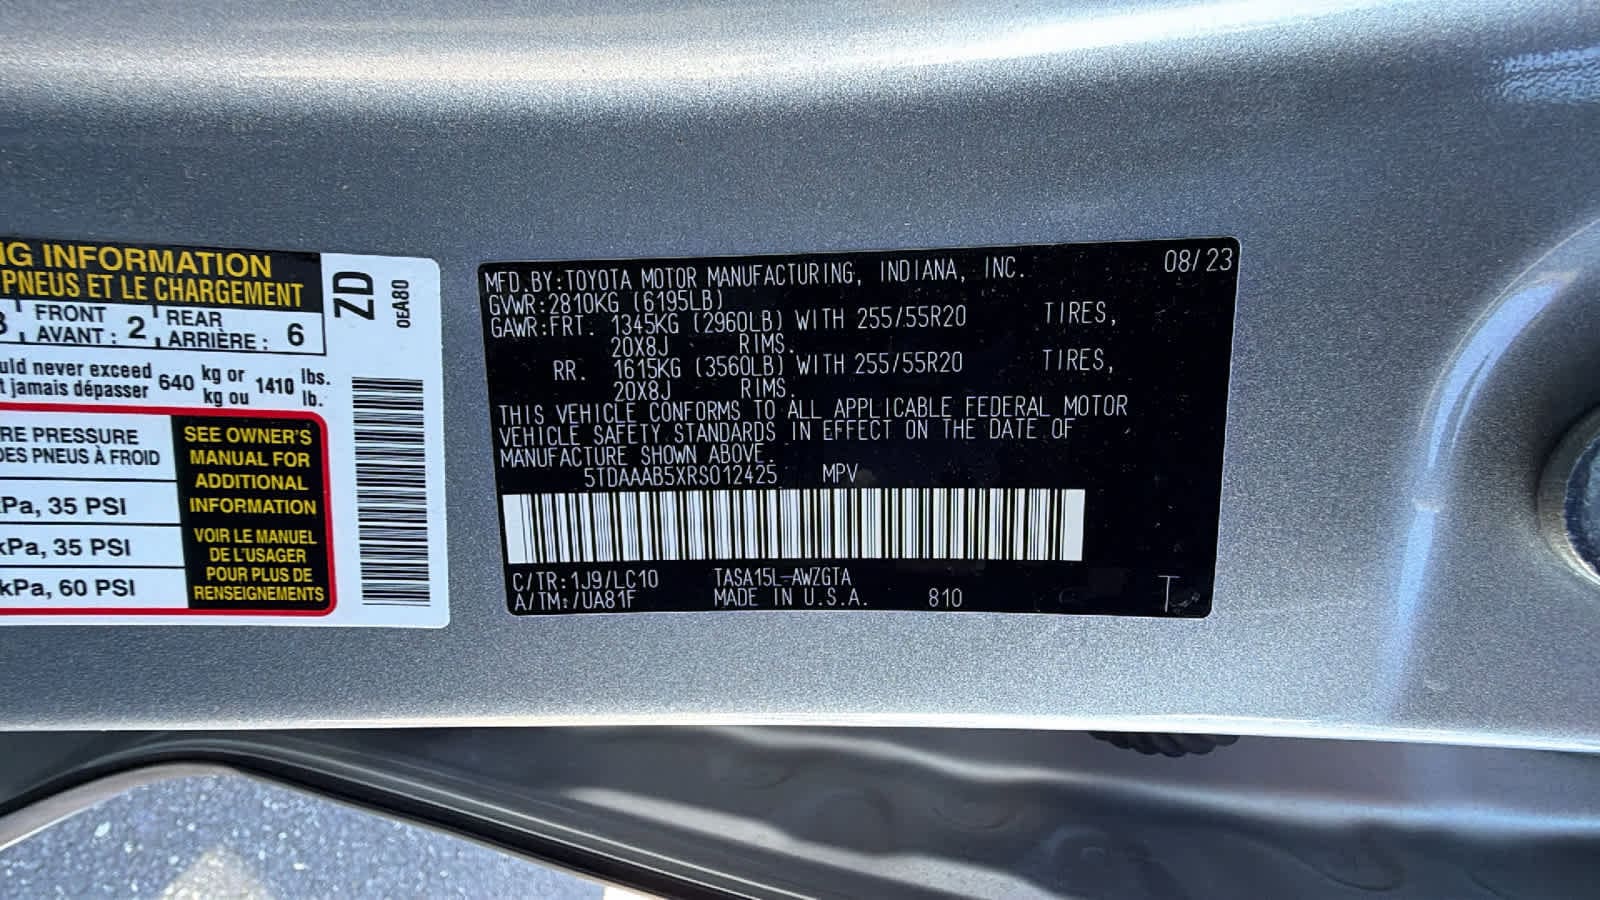 NG INFORMATION
PNEUS ET LE CHARGEMENT
FRONT
AVANT : 2
REAR
ARRIÈRE : 6
never exceed
jamais dépasser
640 kg or 1410 lbs.
kg ou lb.
PRESSURE
DES PNEUS À FROID
kPa, 35 PSI
kPa, 35 PSI
kPa, 60 PSI
SEE OWNER'S
MANUAL FOR
ADDITIONAL
INFORMATION
VOIR LE MANUEL
DE L'USAGER
POUR PLUS DE
RENSEIGNEMENTS
ZD
0EA80
MFD.BY:TOYOTA MOTOR MANUFACTURING, INDIANA, INC. 08/23
GVWR:2810KG (6195LB)
GAWR:FRT. 1345KG (2960LB) WITH 255/55R20 TIRES,
20X8J RIMS.
RR. 1615KG (3560LB) WITH 255/55R20 TIRES,
20X8J RIMS.
THIS VEHICLE CONFORMS TO ALL APPLICABLE FEDERAL MOTOR
VEHICLE SAFETY STANDARDS IN EFFECT ON THE DATE OF
MANUFACTURE SHOWN ABOVE.
5TDAAAB5XRS012425 MPV
C/TR:1J9/LC10 TASA15L-AWZGTA
A/TM:/UA81F MADE IN U.S.A. 810 T